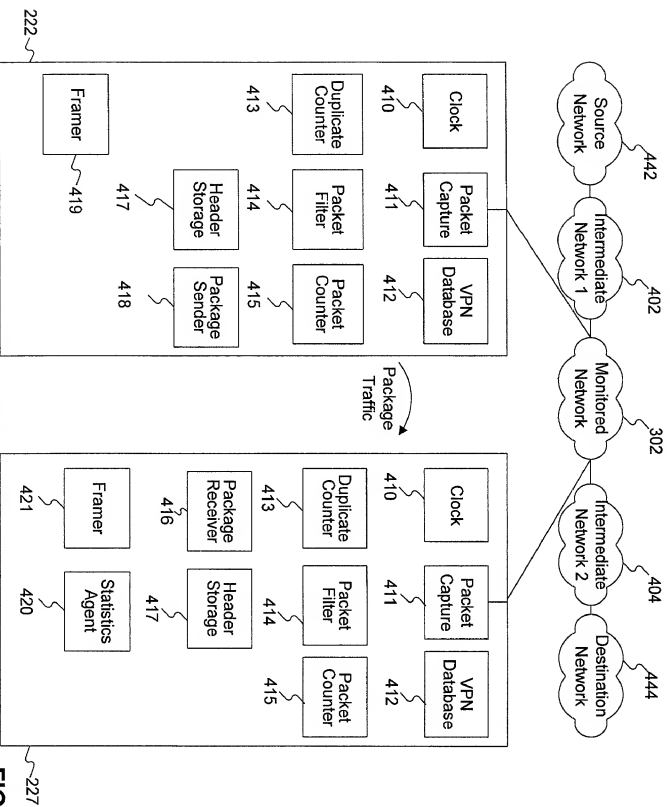 442
Source
Network
402
Intermediate
Network 1
302
Monitored
Network
404
Intermediate
Network 2
444
Destination
Network
222
Clock
410
Packet
Capture
411
VPN
Database
412
Duplicate
Counter
413
Packet
Filter
414
Packet
Counter
415
Header
Storage
417
Package
Sender
418
Framer
419
Package
Traffic
Clock
410
Packet
Capture
411
VPN
Database
412
Duplicate
Counter
413
Packet
Filter
414
Packet
Counter
415
Package
Receiver
416
Header
Storage
417
Framer
421
Statistics
Agent
420
227
FIG